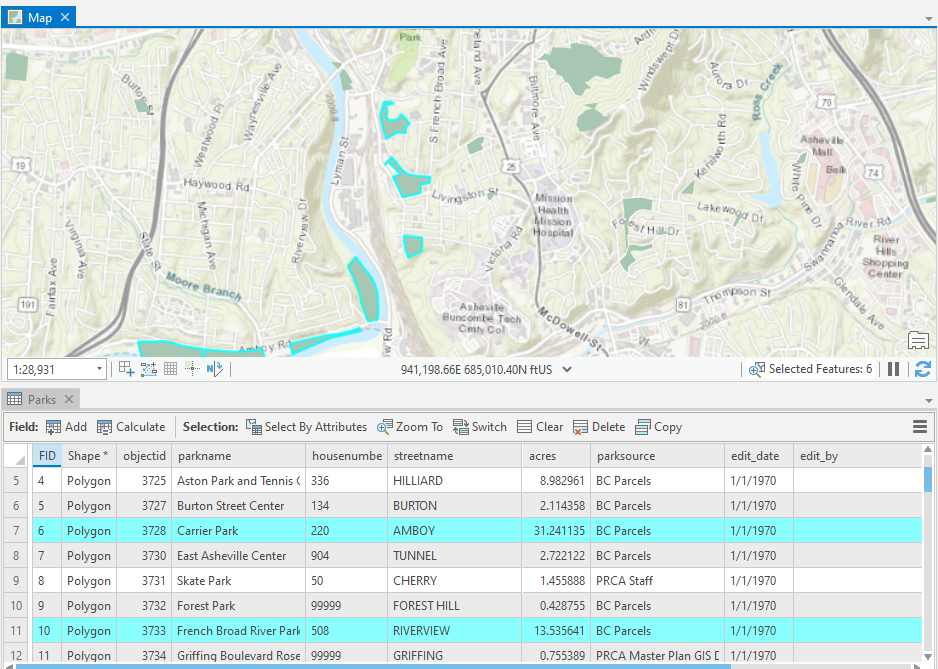 Map
Park
S French Broad Ave
eland Ave
Biltmore Ave
Ardm
Windswept Dr
Aurora Dr
Ross Creek
70
Burton St
Westwood Pl
Waynesville Ave
2000 ft
Lyman St
Kenilworth Rd
Asheville
Mall
Belk
74
19
Haywood Rd
25
Livingston St
Mission
Health
Mission
Hospital
White Pine Dr
Lakewood Dr
Forest Hill Dr
River Rd
Swannanoa
Virginia Ave
Fairfax Ave
State St
Michigan Ave
Riverview Dr
Victoria Rd
River
Hills
Shopping
Center
Moore Branch
191
Asheville
Buncombe Tech
Cmty Col
81
Thompson St
2000 ft
Glendale Ave
McDowell St
Amboy Rd
w Rd
1:28,931
941,198.66E 685,010.40N ftUS
Selected Features: 6
Parks
Field: Add Calculate Selection: Select By Attributes Zoom To Switch Clear Delete Copy
FID Shape * objectid parkname housenumbe streetname acres parksource edit_date edit_by
5 4 Polygon 3725 Aston Park and Tennis C 336 HILLIARD 8.982961 BC Parcels 1/1/1970
6 5 Polygon 3727 Burton Street Center 134 BURTON 2.114358 BC Parcels 1/1/1970
7 6 Polygon 3728 Carrier Park 220 AMBOY 31.241135 BC Parcels 1/1/1970
8 7 Polygon 3730 East Asheville Center 904 TUNNEL 2.722122 BC Parcels 1/1/1970
9 8 Polygon 3731 Skate Park 50 CHERRY 1.455888 PRCA Staff 1/1/1970
10 9 Polygon 3732 Forest Park 99999 FOREST HILL 0.428755 BC Parcels 1/1/1970
11 10 Polygon 3733 French Broad River Park 508 RIVERVIEW 13.535641 BC Parcels 1/1/1970
12 11 Polygon 3734 Griffing Boulevard Rose 99999 GRIFFING 0.755389 PRCA Master Plan GIS D 1/1/1970